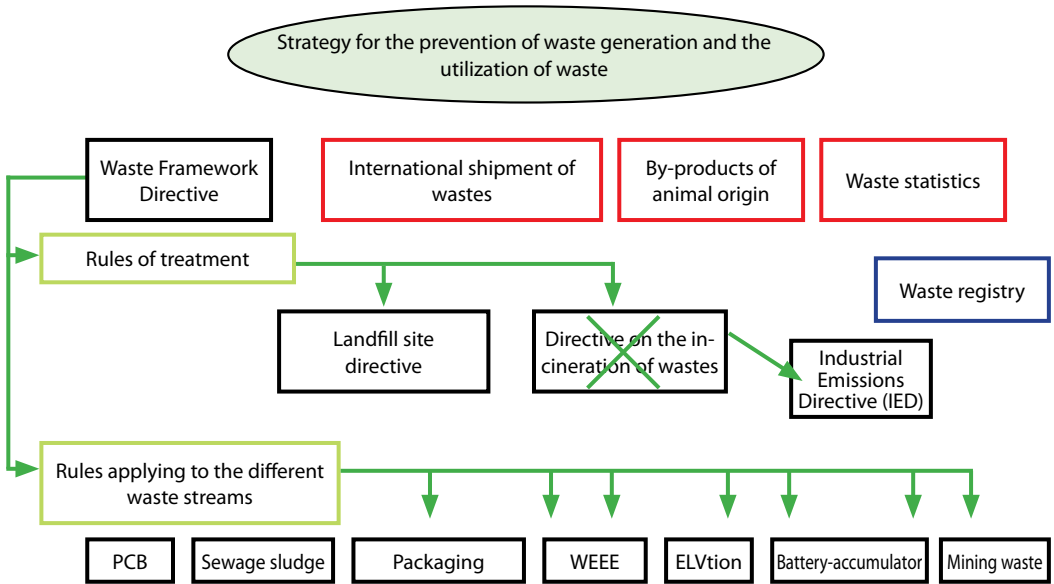 Strategy for the prevention of waste generation and the
utilization of waste
Waste Framework
Directive
International shipment of
wastes
By-products of
animal origin
Waste statistics
Rules of treatment
Waste registry
Landfill site
directive
Directive on the in-
cineration of wastes
Industrial
Emissions
Directive (IED)
Rules applying to the different
waste streams
PCB
Sewage sludge
Packaging
WEEE
ELVtion
Battery-accumulator
Mining waste